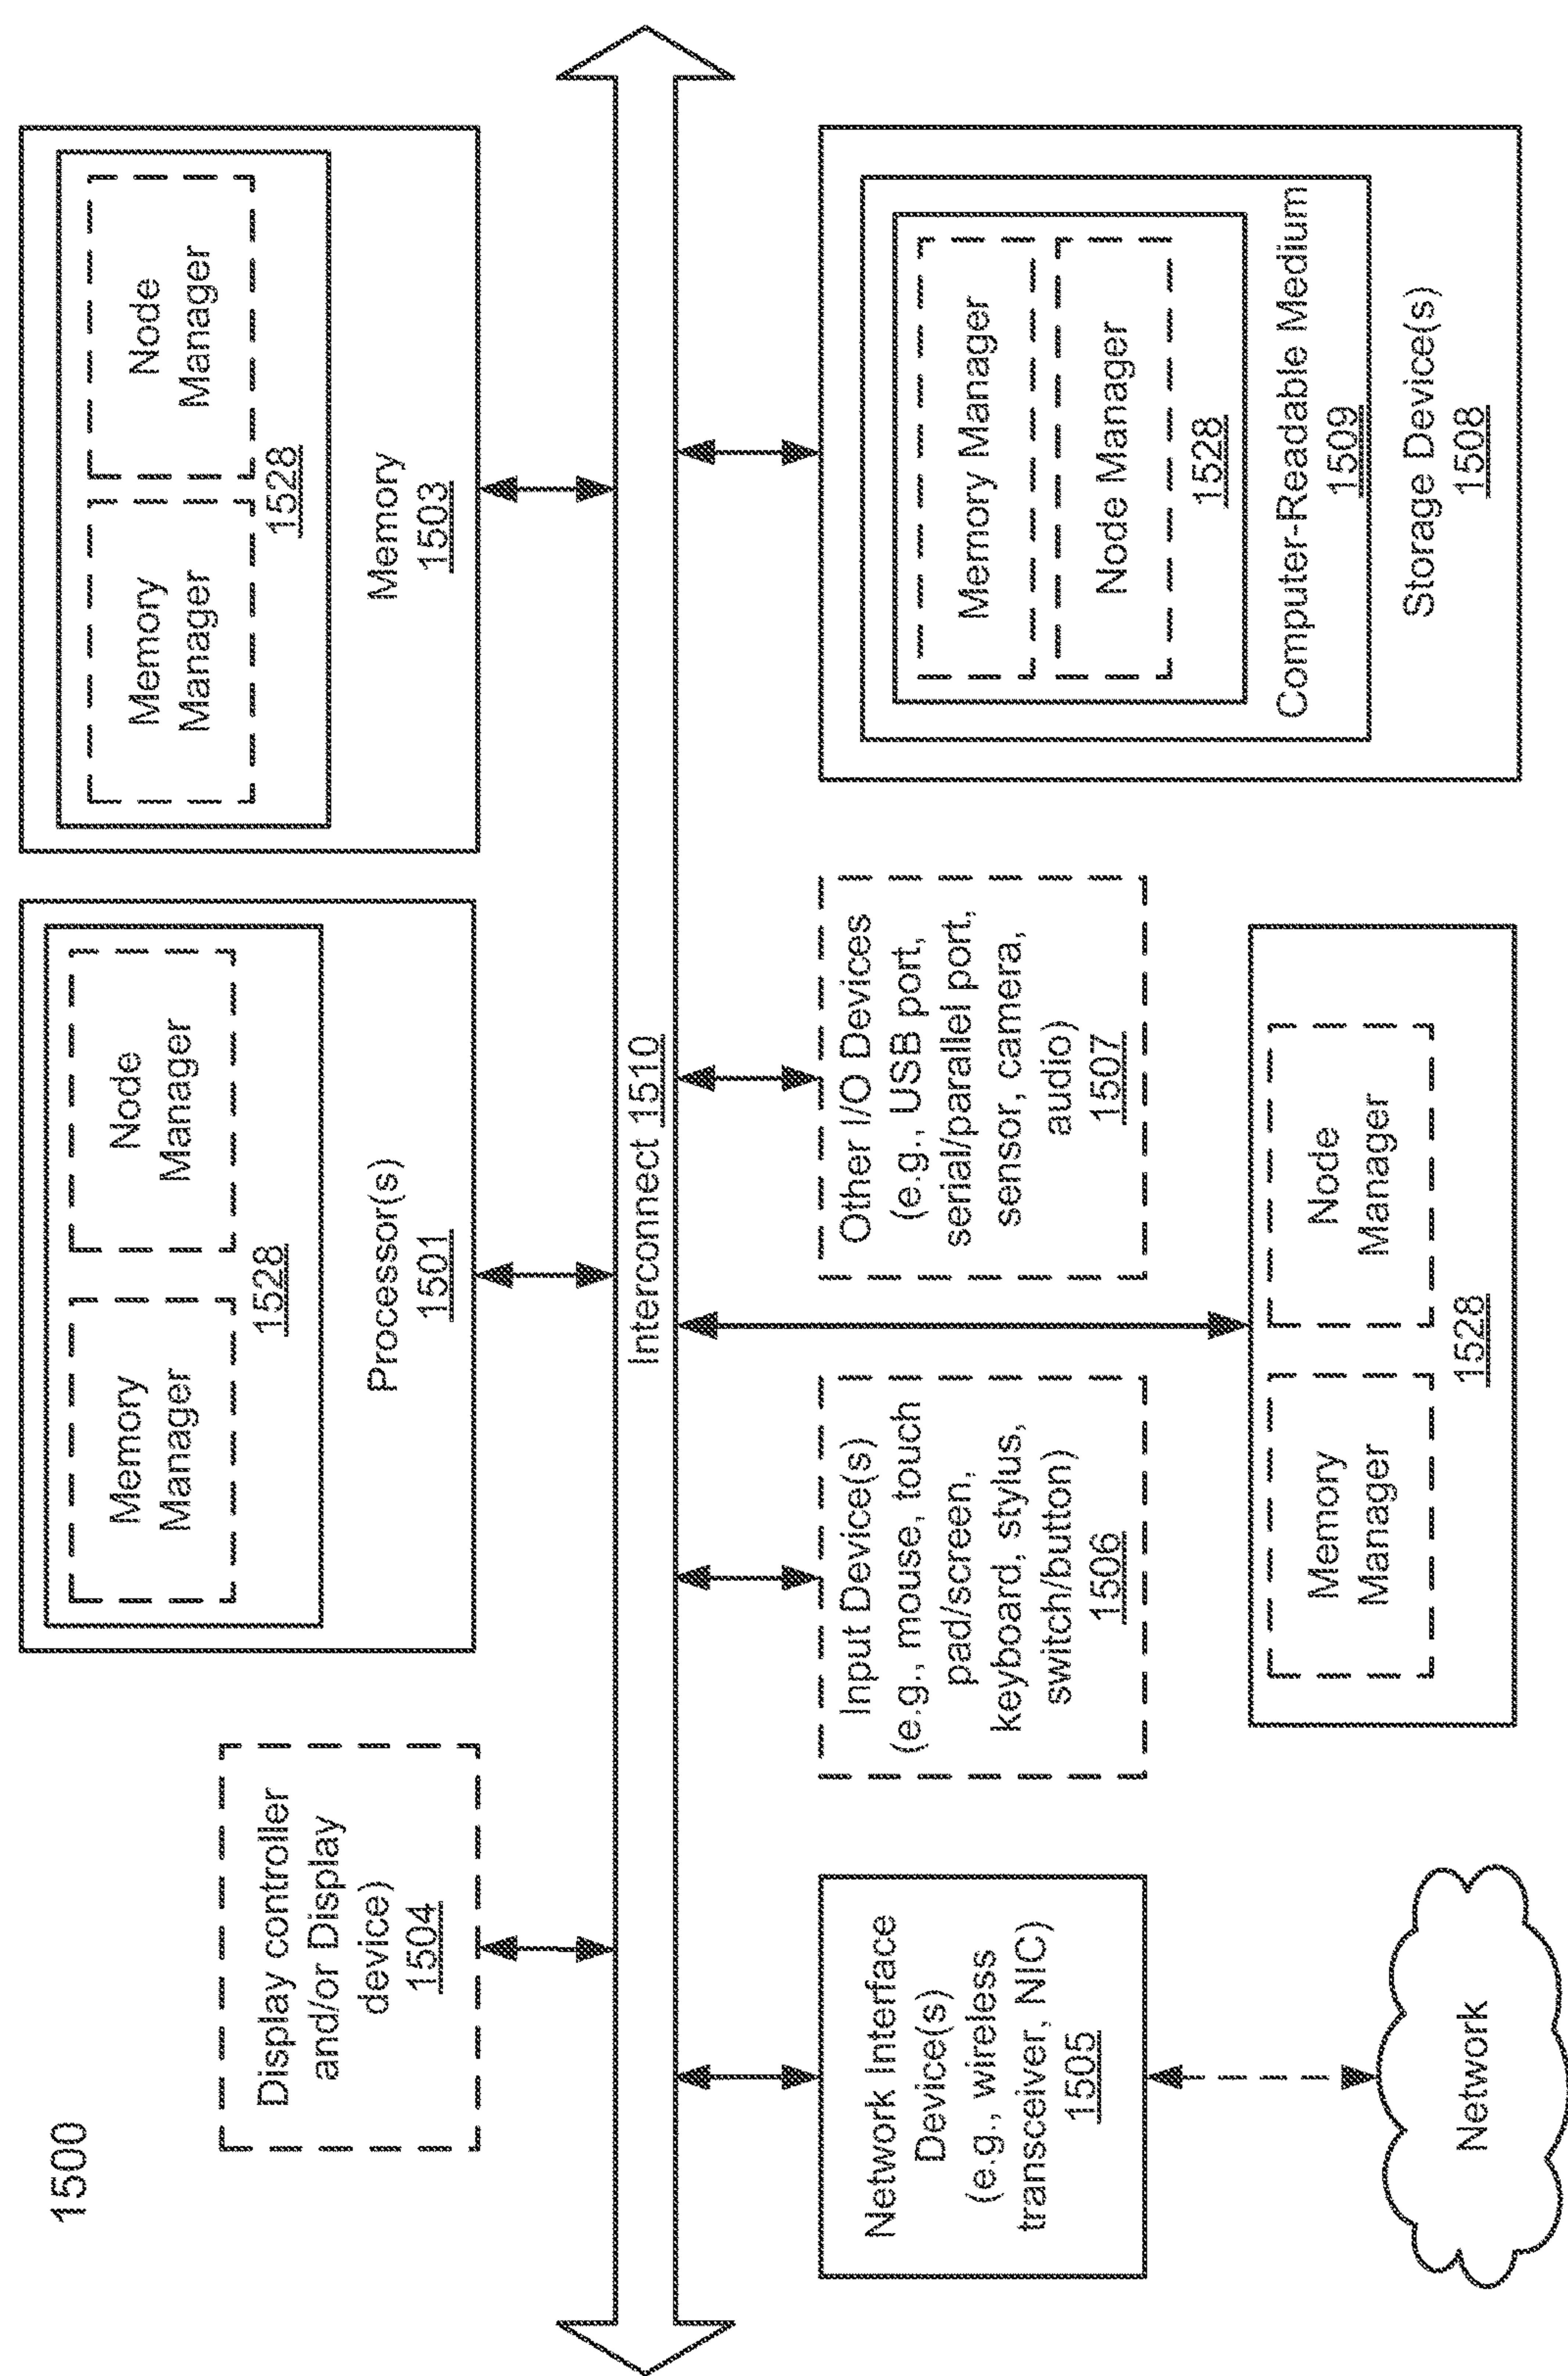 1500
Display controller
and/or Display
device)
1504
Memory
Manager
Node
Manager
1528
Processor(s)
1501
Memory
Manager
Node
Manager
1528
Memory
1503
Interconnect 1510
Network Interface
Device(s)
(e.g., wireless
transceiver, NIC)
1505
Input Device(s)
(e.g., mouse, touch
pad/screen,
keyboard, stylus,
switch/button)
1506
Other I/O Devices
(e.g., USB port,
serial/parallel port,
sensor, camera,
audio)
1507
Memory Manager
Node Manager
1528
Computer-Readable Medium
1509
Storage Device(s)
1508
Network
Memory
Manager
Node
Manager
1528